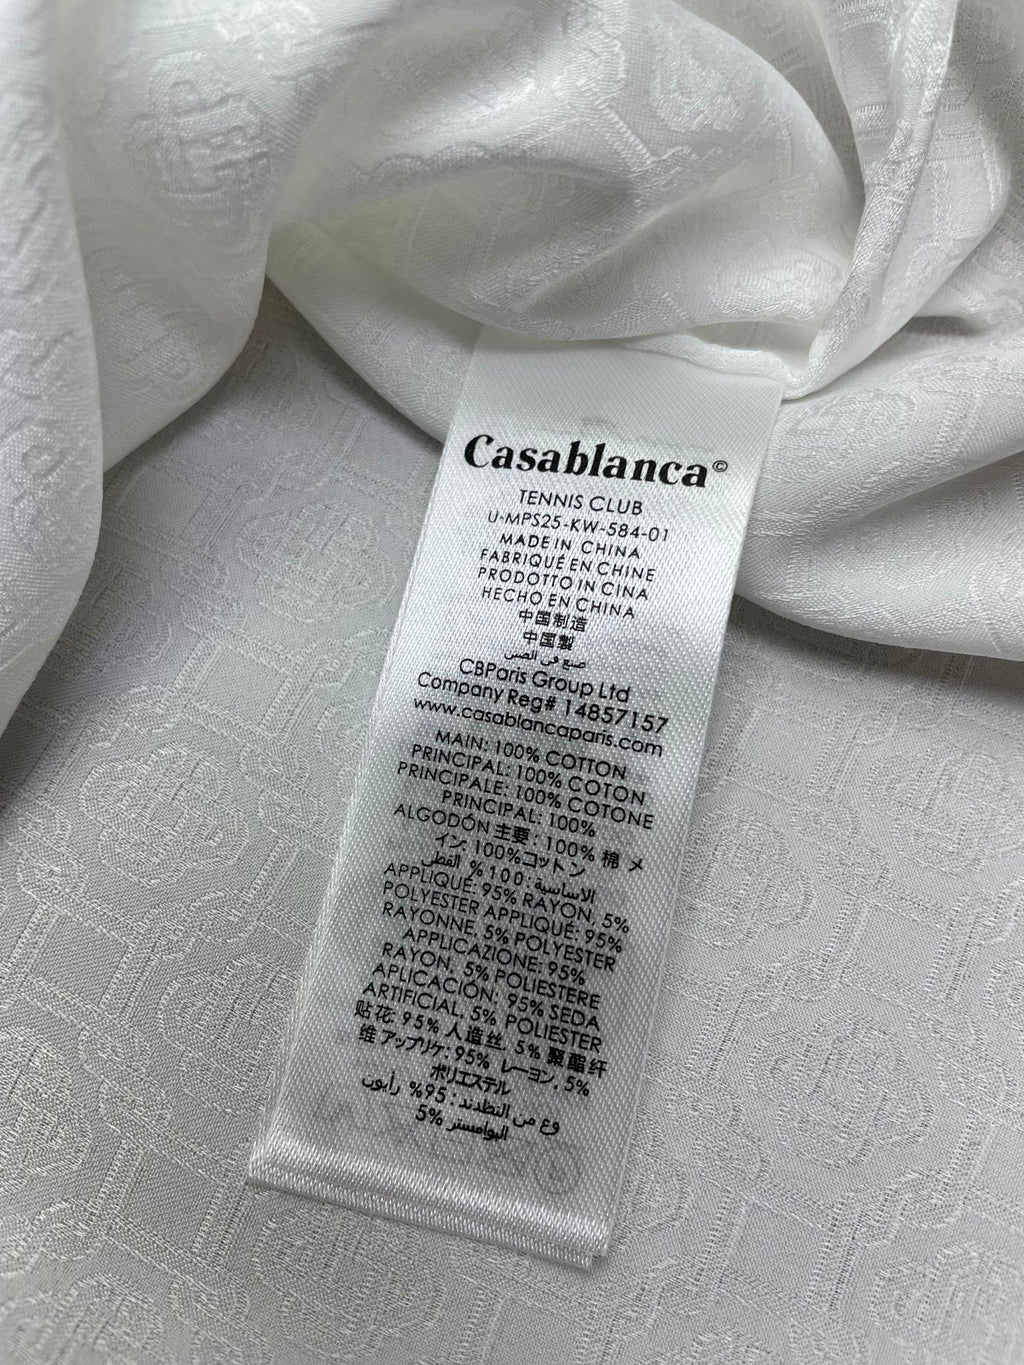 Casablanca©
TENNIS CLUB
U-MPS25-KW-584-01
MADE IN CHINA
FABRIQUÉ EN CHINE
PRODOTTO IN CINA
HECHO EN CHINA
中国制造
中国製
صنع في الصين
CBParis Group Ltd
Company Reg# 14857157
www.casablancaparis.com
MAIN: 100% COTTON
PRINCIPAL: 100% COTON
PRINCIPALE: 100% COTONE
PRINCIPAL: 100%
ALGODÓN 主要: 100% 棉 メ
イン: 100%コットン
الاساسية: 100% القطن
APPLIQUÉ: 95% RAYON, 5%
POLYESTER APPLIQUÉ: 95%
RAYONNE, 5% POLYESTER
APPLICAZIONE: 95%
RAYON, 5% POLIESTERE
APLICACIÓN: 95% SEDA
ARTIFICIAL, 5% POLIESTER
贴花: 95% 人造丝, 5% 聚酯纤
维 アップリケ: 95% レーヨン, 5%
ポリエステル
وع من النظدند: 95% رأيون
5% البوامستر